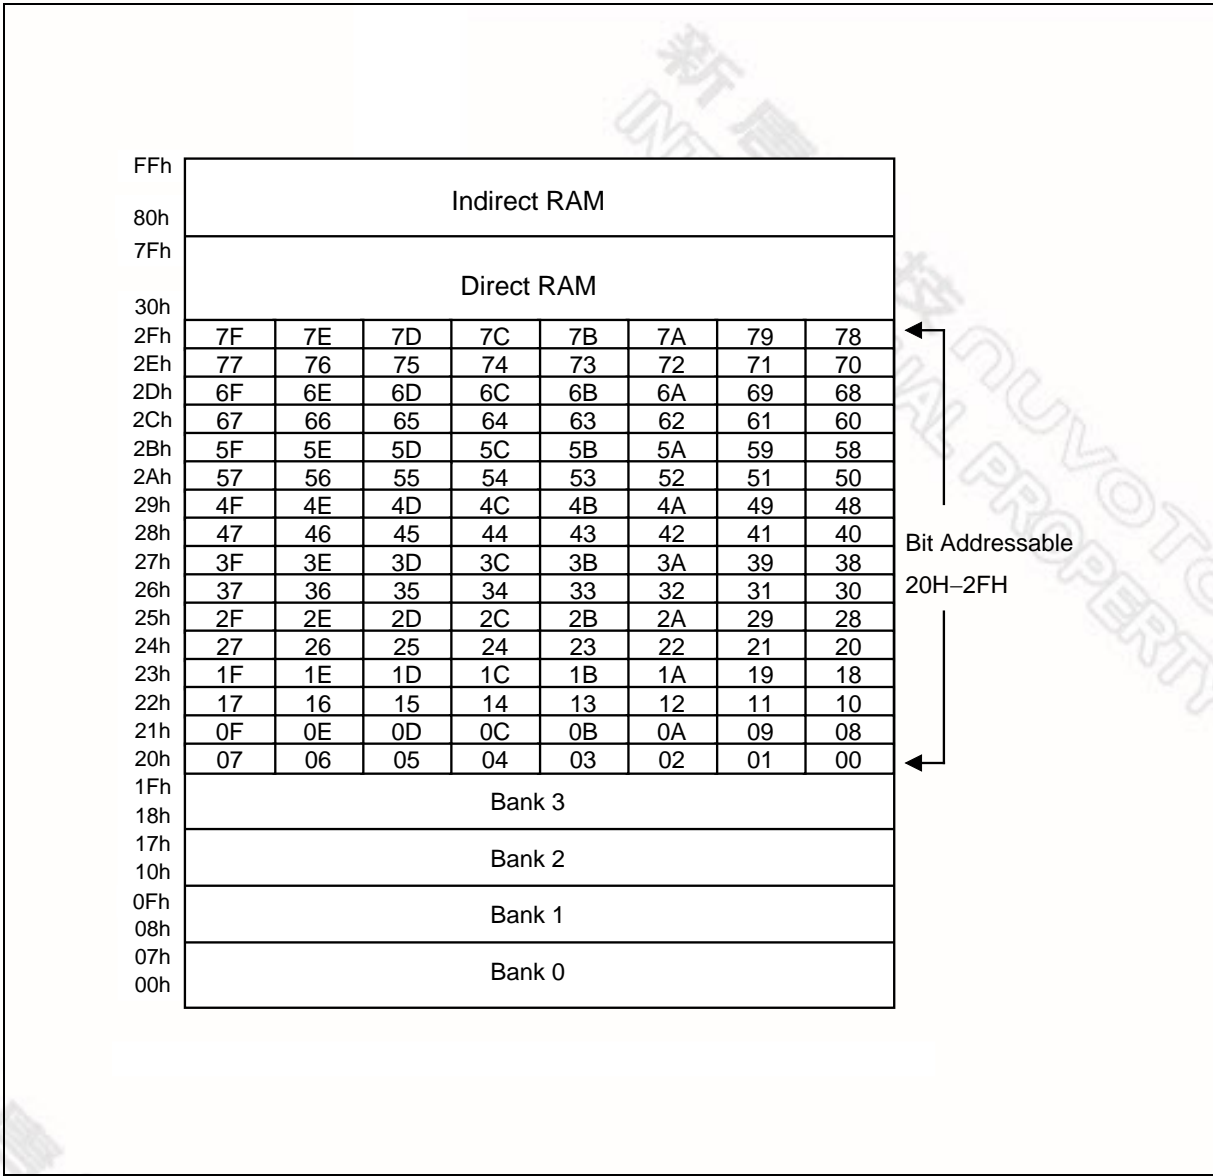 新唐
FFh
Indirect RAM
80h
7Fh
Direct RAM
30h
2Fh 7F 7E 7D 7C 7B 7A 79 78
2Eh 77 76 75 74 73 72 71 70
2Dh 6F 6E 6D 6C 6B 6A 69 68
2Ch 67 66 65 64 63 62 61 60
2Bh 5F 5E 5D 5C 5B 5A 59 58
2Ah 57 56 55 54 53 52 51 50
29h 4F 4E 4D 4C 4B 4A 49 48
28h 47 46 45 44 43 42 41 40
27h 3F 3E 3D 3C 3B 3A 39 38
26h 37 36 35 34 33 32 31 30
25h 2F 2E 2D 2C 2B 2A 29 28
24h 27 26 25 24 23 22 21 20
23h 1F 1E 1D 1C 1B 1A 19 18
22h 17 16 15 14 13 12 11 10
21h 0F 0E 0D 0C 0B 0A 09 08
20h 07 06 05 04 03 02 01 00
Bit Addressable
20H–2FH
1Fh
Bank 3
18h
17h
Bank 2
10h
0Fh
Bank 1
08h
07h
Bank 0
00h
技 nuvoTo
PROPERTY